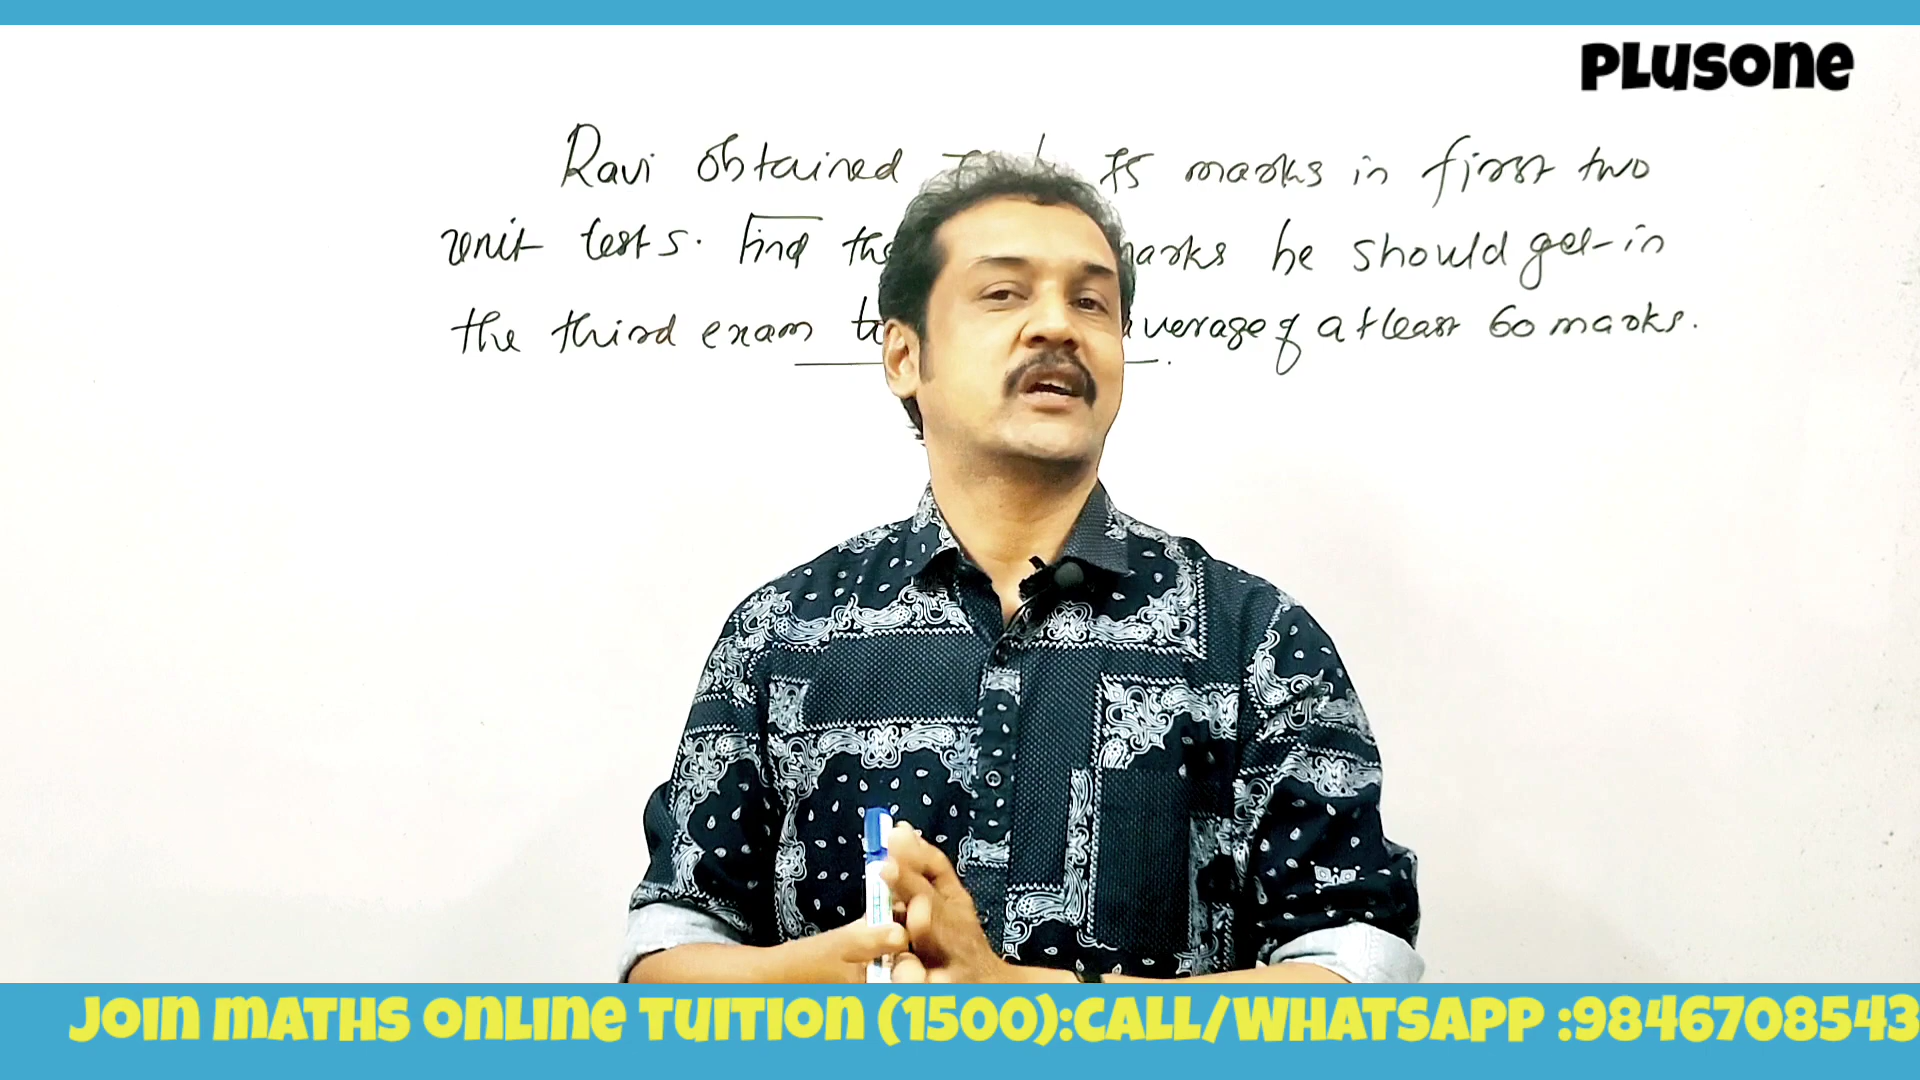 PLUSONE
Ravi obtained 75 marks in first two
unit tests. Find the marks he should get in
the third exam to average of atleast 60 marks.
JOIN MATHS ONLINE TUITION (1500):CALL/WHATSAPP :9846708543